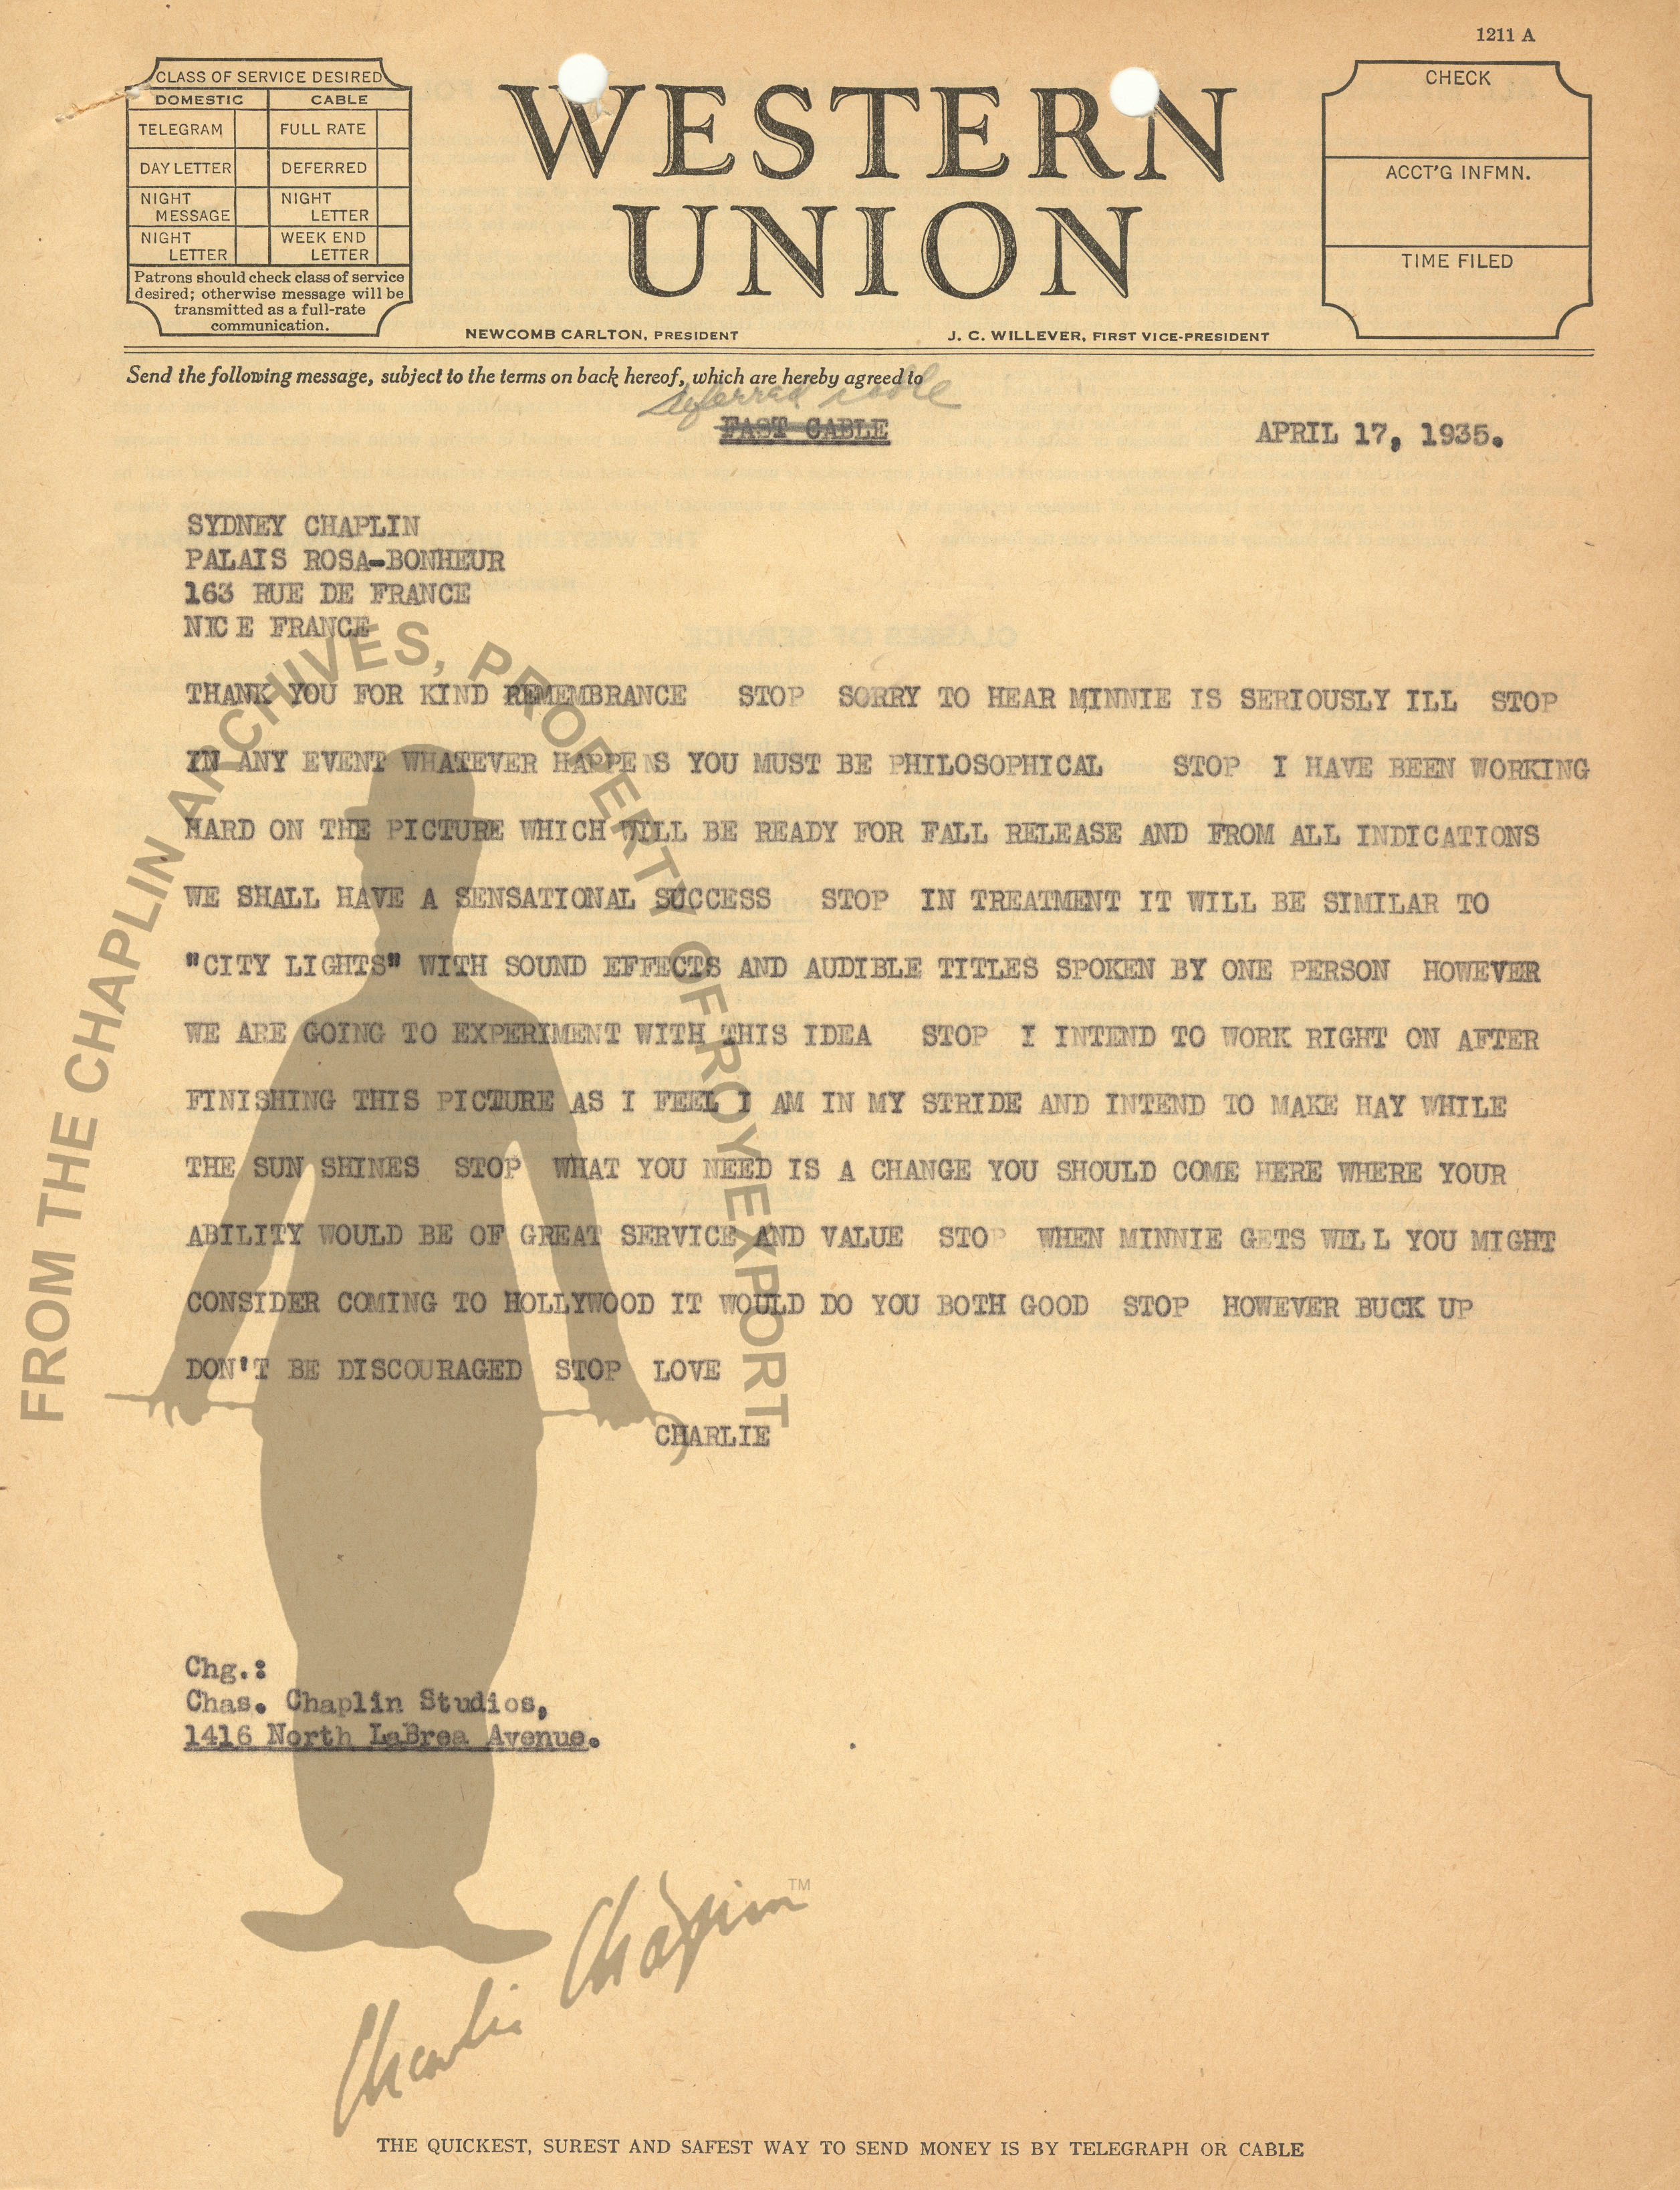 1211 A
CLASS OF SERVICE DESIRED
DOMESTIC CABLE
TELEGRAM FULL RATE
DAY LETTER DEFERRED
NIGHT MESSAGE NIGHT LETTER
NIGHT LETTER WEEK END LETTER
Patrons should check class of service
desired; otherwise message will be
transmitted as a full-rate
communication.
WESTERN
UNION
NEWCOMB CARLTON, PRESIDENT J. C. WILLEVER, FIRST VICE-PRESIDENT
CHECK
ACCT'G INFMN.
TIME FILED
Send the following message, subject to the terms on back hereof, which are hereby agreed to
deferred cable
FAST CABLE
APRIL 17, 1935.
SYDNEY CHAPLIN
PALAIS ROSA-BONHEUR
163 RUE DE FRANCE
NICE FRANCE
THANK YOU FOR KIND REMEMBRANCE STOP SORRY TO HEAR MINNIE IS SERIOUSLY ILL STOP
IN ANY EVENT WHATEVER HAPPENS YOU MUST BE PHILOSOPHICAL STOP I HAVE BEEN WORKING
HARD ON THE PICTURE WHICH WILL BE READY FOR FALL RELEASE AND FROM ALL INDICATIONS
WE SHALL HAVE A SENSATIONAL SUCCESS STOP IN TREATMENT IT WILL BE SIMILAR TO
"CITY LIGHTS" WITH SOUND EFFECTS AND AUDIBLE TITLES SPOKEN BY ONE PERSON HOWEVER
WE ARE GOING TO EXPERIMENT WITH THIS IDEA STOP I INTEND TO WORK RIGHT ON AFTER
FINISHING THIS PICTURE AS I FEEL I AM IN MY STRIDE AND INTEND TO MAKE HAY WHILE
THE SUN SHINES STOP WHAT YOU NEED IS A CHANGE YOU SHOULD COME HERE WHERE YOUR
ABILITY WOULD BE OF GREAT SERVICE AND VALUE STOP WHEN MINNIE GETS WELL YOU MIGHT
CONSIDER COMING TO HOLLYWOOD IT WOULD DO YOU BOTH GOOD STOP HOWEVER BUCK UP
DON'T BE DISCOURAGED STOP LOVE
CHARLIE
Chg.:
Chas. Chaplin Studios,
1416 North LaBrea Avenue.
FROM THE CHAPLIN ARCHIVES, PROPERTY OF ROY EXPORT
Charlie Chaplin TM
THE QUICKEST, SUREST AND SAFEST WAY TO SEND MONEY IS BY TELEGRAPH OR CABLE